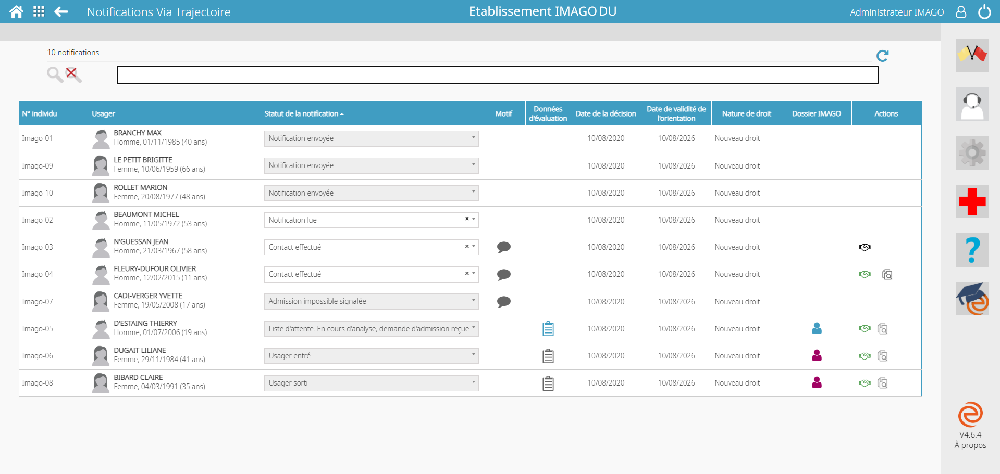 Notifications Via Trajectoire
Etablissement IMAGO DU
Administrateur IMAGO
10 notifications
N° individu Usager Statut de la notification Motif Données d'évaluation Date de la décision Date de validité de l'orientation Nature de droit Dossier IMAGO Actions
Imago-01 BRANCHY MAX
Homme, 01/11/1985 (40 ans) Notification envoyée 10/08/2020 10/08/2026 Nouveau droit
Imago-09 LE PETIT BRIGITTE
Femme, 10/06/1959 (66 ans) Notification envoyée 10/08/2020 10/08/2026 Nouveau droit
Imago-10 ROLLET MARION
Femme, 20/08/1977 (48 ans) Notification envoyée 10/08/2020 10/08/2026 Nouveau droit
Imago-02 BEAUMONT MICHEL
Homme, 11/05/1972 (53 ans) Notification lue × 10/08/2020 10/08/2026 Nouveau droit
Imago-03 N'GUESSAN JEAN
Homme, 21/03/1967 (58 ans) Contact effectué × 10/08/2020 10/08/2026 Nouveau droit
Imago-04 FLEURY-DUFOUR OLIVIER
Homme, 12/02/2015 (11 ans) Contact effectué × 10/08/2020 10/08/2026 Nouveau droit
Imago-07 CADI-VERGER YVETTE
Femme, 19/05/2008 (17 ans) Admission impossible signalée 10/08/2020 10/08/2026 Nouveau droit
Imago-05 D'ESTAING THIERRY
Homme, 01/07/2006 (19 ans) Liste d'attente. En cours d'analyse, demande d'admission reçue 10/08/2020 10/08/2026 Nouveau droit
Imago-06 DUGAIT LILIANE
Femme, 29/11/1984 (41 ans) Usager entré 10/08/2020 10/08/2026 Nouveau droit
Imago-08 BIBARD CLAIRE
Femme, 04/03/1991 (35 ans) Usager sorti 10/08/2020 10/08/2026 Nouveau droit
?
V4.6.4
À propos